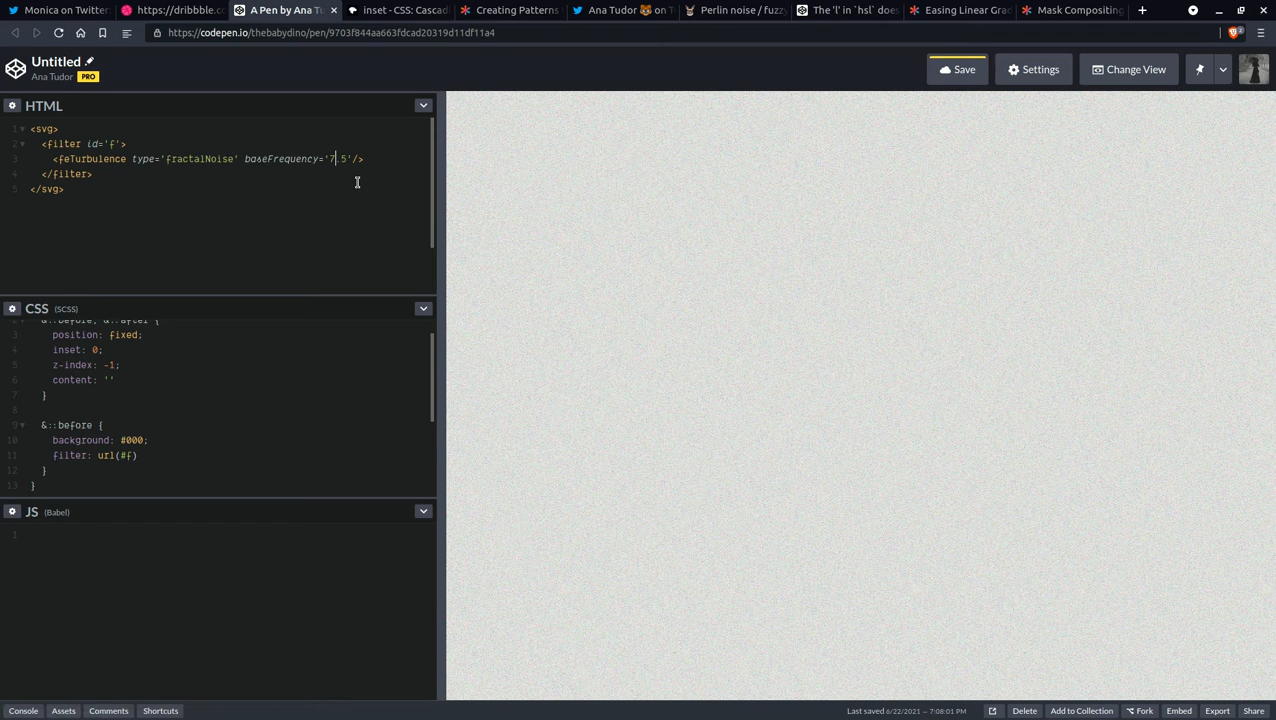 Monica on Twitter:
https://dribbble.c
A Pen by Ana Tu
inset - CSS: Cascad
Creating Patterns
Ana Tudor 🐯 on T
Perlin noise / fuzzy
The 'l' in `hsl` does
Easing Linear Grad
Mask Compositing
https://codepen.io/thebabydino/pen/9703f844aa663fdcad20319d11df11a4
2
Untitled
Ana Tudor PRO
Save
Settings
Change View
HTML
1 <svg>
2 <filter id='f'>
3 <feTurbulence type='fractalNoise' baseFrequency='7.5'/>
4 </filter>
5 </svg>
CSS (SCSS)
2 &::before, &::after {
3 position: fixed;
4 inset: 0;
5 z-index: -1;
6 content: ''
7 }
8
9 &::before {
10 background: #000;
11 filter: url(#f)
12 }
13 }
JS (Babel)
1
Console Assets Comments Shortcuts
Last saved 6/22/2021 — 7:08:01 PM
Delete Add to Collection Fork Embed Export Share